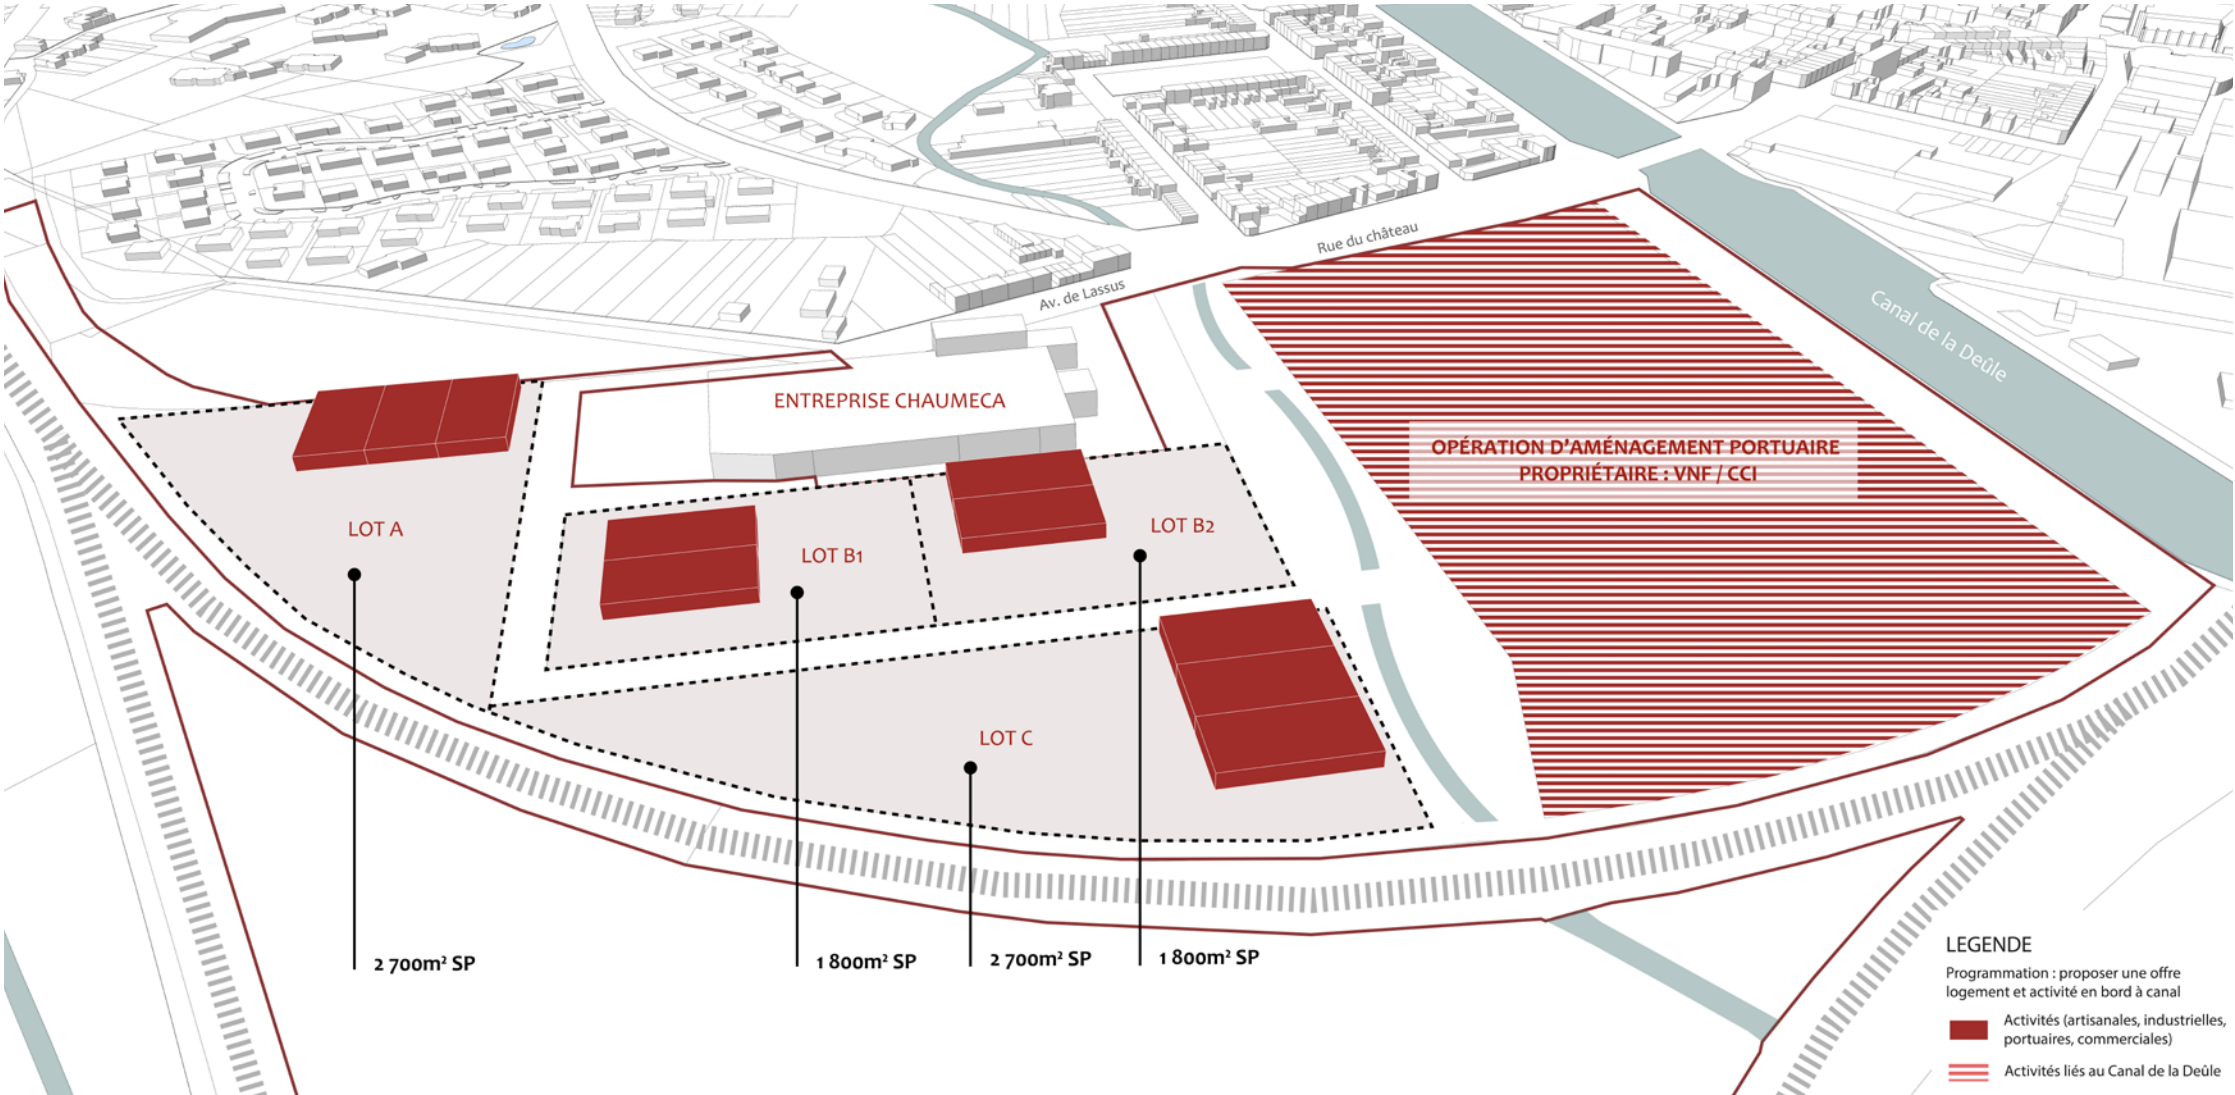 Rue du château
Av. de Lassus
Canal de la Deûle
ENTREPRISE CHAUMECA
OPÉRATION D'AMÉNAGEMENT PORTUAIRE
PROPRIÉTAIRE : VNF / CCI
LOT A
LOT B1
LOT B2
LOT C
2 700m² SP
1 800m² SP
2 700m² SP
1 800m² SP
LEGENDE
Programmation : proposer une offre
logement et activité en bord à canal
Activités (artisanales, industrielles,
portuaires, commerciales)
Activités liés au Canal de la Deûle